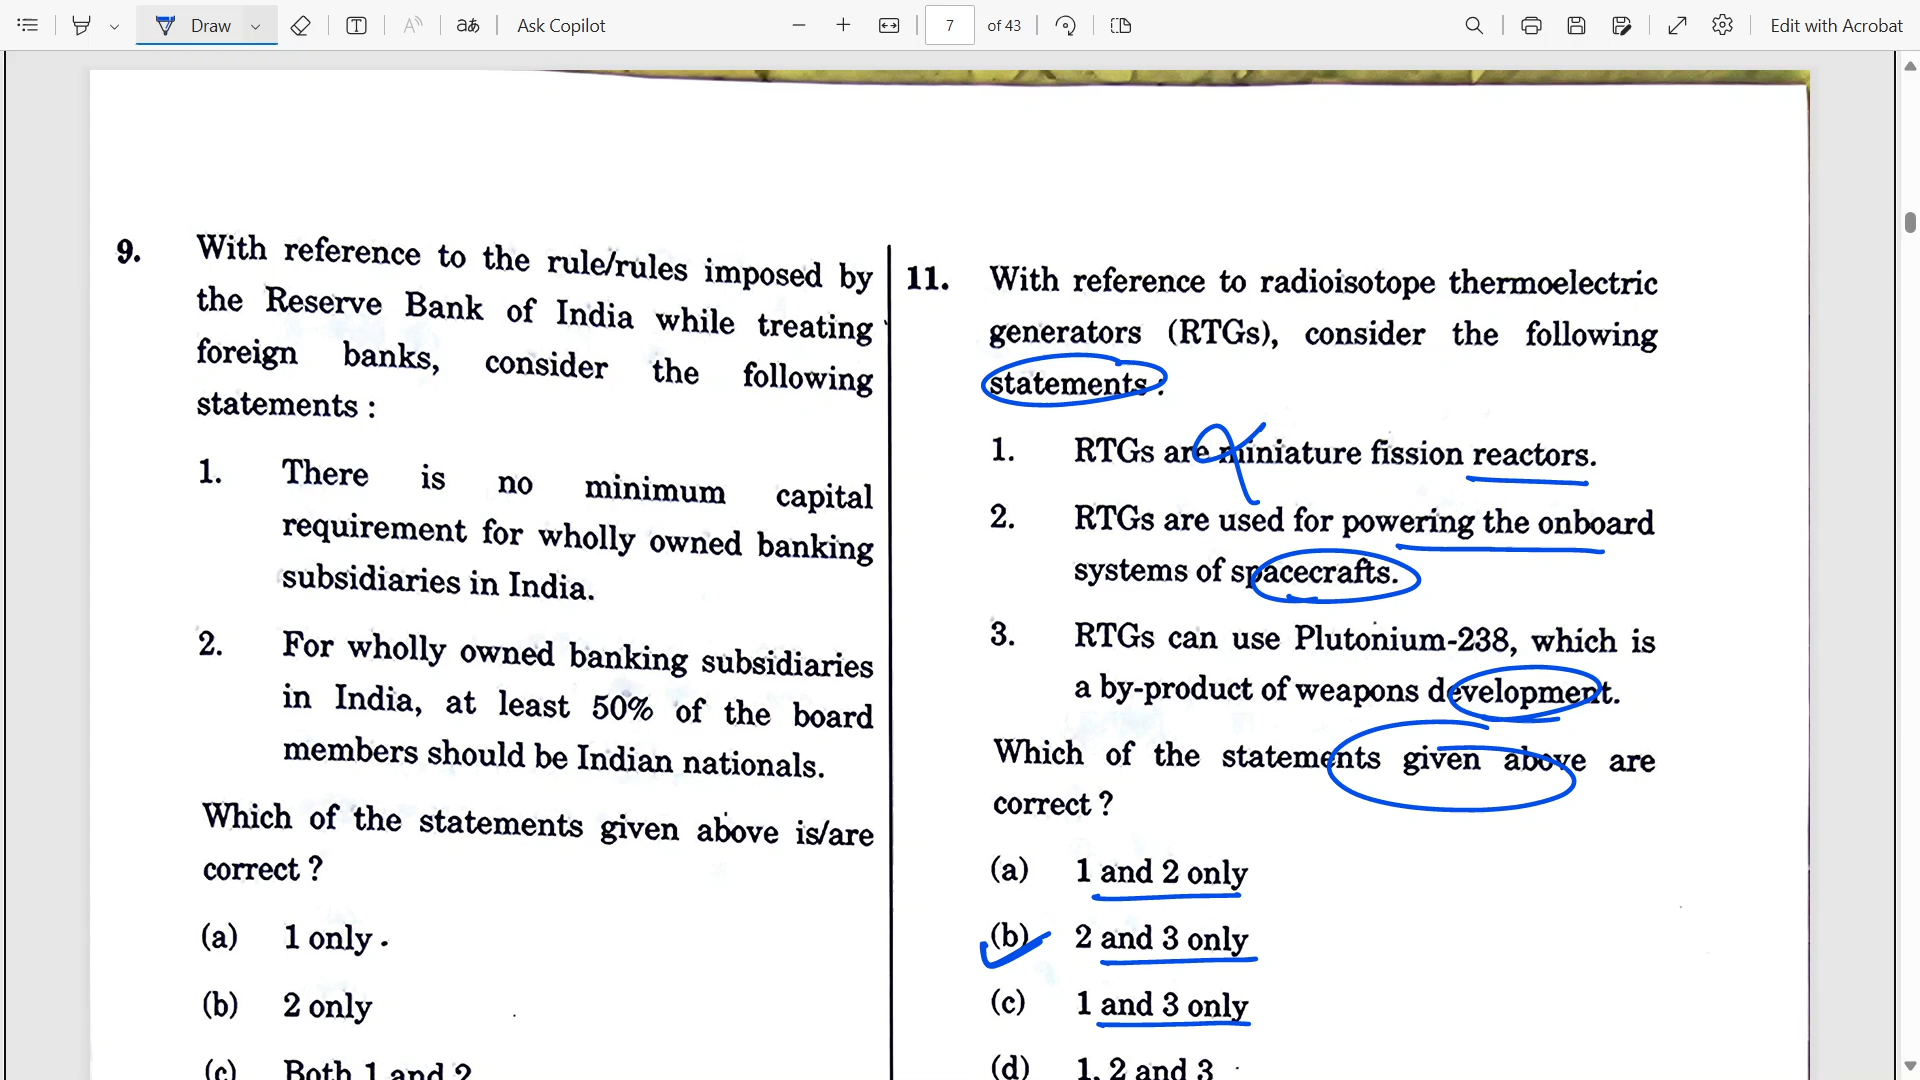 Draw
aあ
Ask Copilot
7
of 43
Edit with Acrobat
9.
With reference to the rule/rules imposed by
the Reserve Bank of India while treating
foreign banks, consider the following
statements :
1.
There is no minimum capital
requirement for wholly owned banking
subsidiaries in India.
2.
For wholly owned banking subsidiaries
in India, at least 50% of the board
members should be Indian nationals.
Which of the statements given above is/are
correct ?
(a) 1 only
(b) 2 only
(c) Both 1 and 2
11.
With reference to radioisotope thermoelectric
generators (RTGs), consider the following
statements :
1. RTGs are miniature fission reactors.
2. RTGs are used for powering the onboard
systems of spacecrafts.
3. RTGs can use Plutonium-238, which is
a by-product of weapons development.
Which of the statements given above are
correct ?
(a) 1 and 2 only
(b) 2 and 3 only
(c) 1 and 3 only
(d) 1, 2 and 3